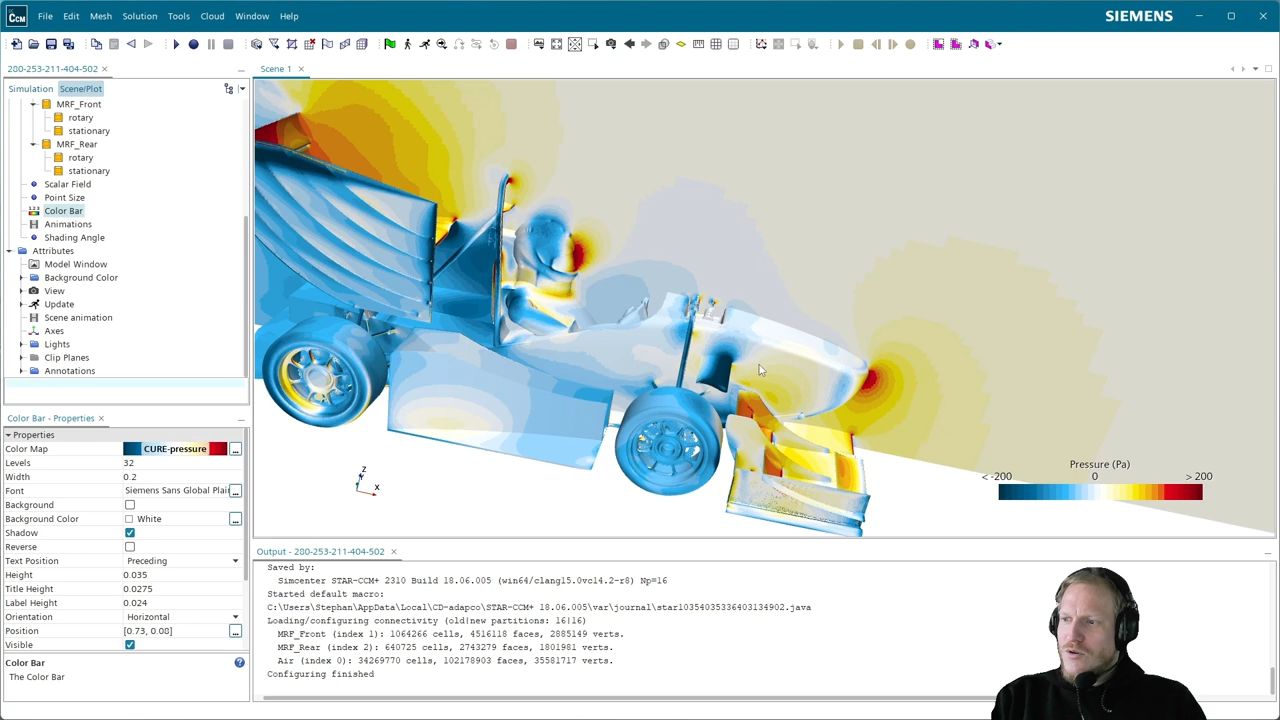 CCM File Edit Mesh Solution Tools Cloud Window Help SIEMENS
280-253-211-404-502
Simulation Scene/Plot
MRF_Front
rotary
stationary
MRF_Rear
rotary
stationary
Scalar Field
Point Size
Color Bar
Animations
Shading Angle
Attributes
Model Window
Background Color
View
Update
Scene animation
Axes
Lights
Clip Planes
Annotations
Color Bar - Properties
Properties
Color Map CURE-pressure
Levels 32
Width 0.2
Font Siemens Sans Global Plain
Background
Background Color White
Shadow
Reverse
Text Position Preceding
Height 0.035
Title Height 0.0275
Label Height 0.024
Orientation Horizontal
Position [0.73, 0.08]
Visible
Color Bar
The Color Bar
Scene 1
Z
X
Pressure (Pa)
< -200 0 > 200
Output - 280-253-211-404-502
Saved by:
Simcenter STAR-CCM+ 2310 Build 18.06.005 (win64/clang15.0vc14.2-r8) Np=16
Started default macro:
C:\Users\Stephan\AppData\Local\CD-adapco\STAR-CCM+ 18.06.005\var\journal\star10354035336403134902.java
Loading/configuring connectivity (old|new partitions: 16|16)
MRF_Front (index 1): 1064266 cells, 4516118 faces, 2885149 verts.
MRF_Rear (index 2): 640725 cells, 2743279 faces, 1801981 verts.
Air (index 0): 34269770 cells, 102178903 faces, 35581717 verts.
Configuring finished